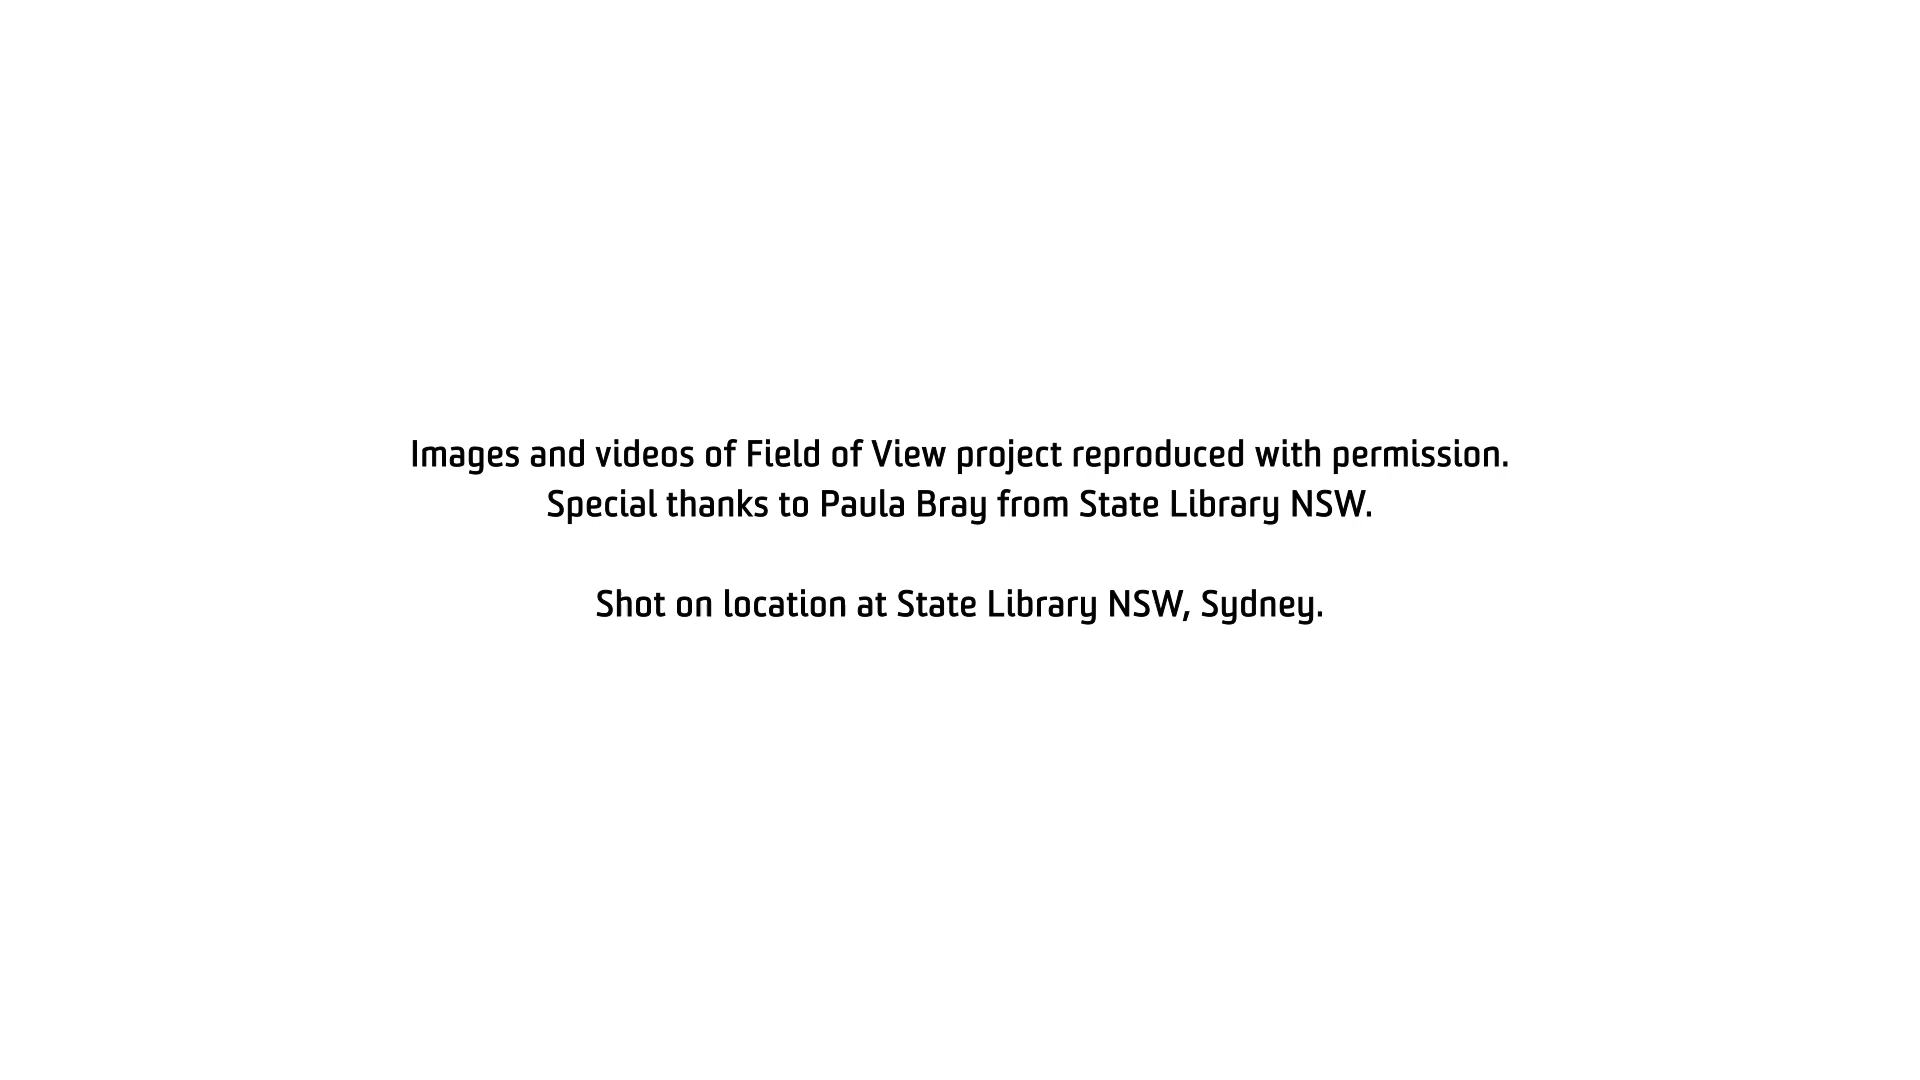 Images and videos of Field of View project reproduced with permission.
Special thanks to Paula Bray from State Library NSW.
Shot on location at State Library NSW, Sydney.